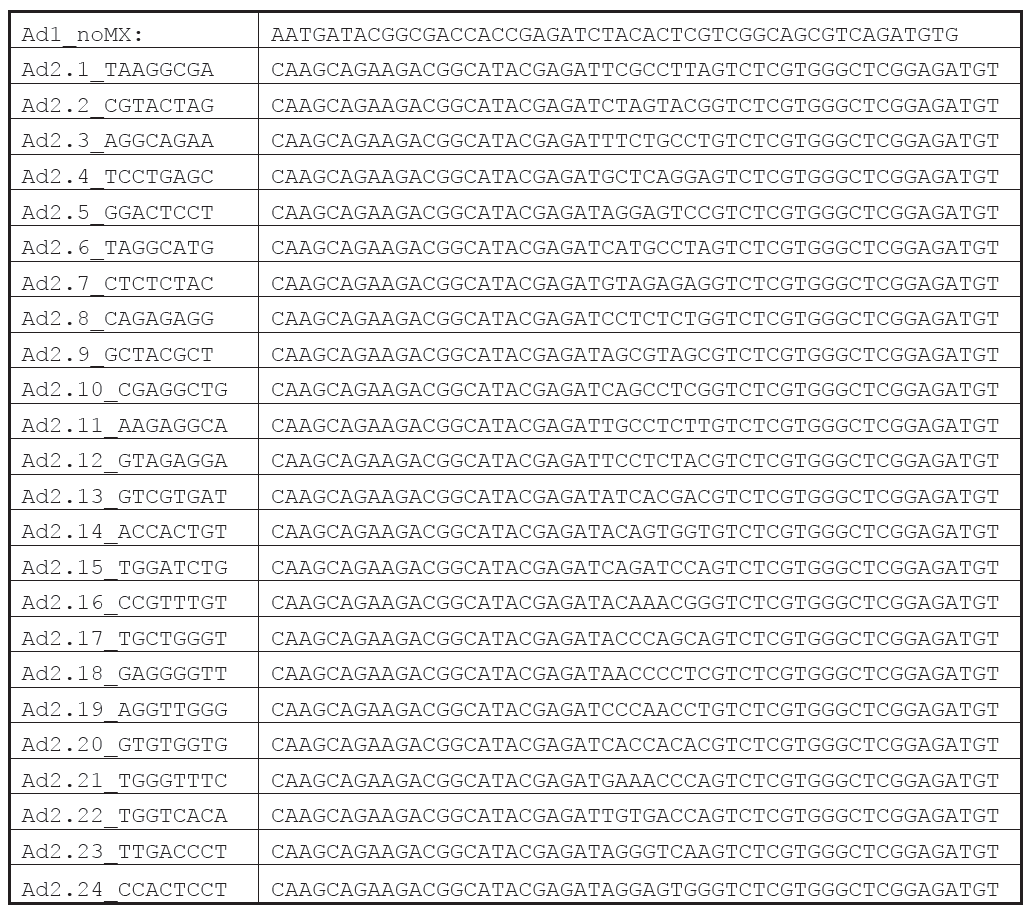 Ad1_noMX: AATGATACGGCGACCACCGAGATCTACACTCGTCGGCAGCGTCAGATGTG
Ad2.1_TAAGGCGA CAAGCAGAAGACGGCATACGAGATTCGCCTTAGTCTCGTGGGCTCGGAGATGT
Ad2.2_CGTACTAG CAAGCAGAAGACGGCATACGAGATCTAGTACGGTCTCGTGGGCTCGGAGATGT
Ad2.3_AGGCAGAA CAAGCAGAAGACGGCATACGAGATTTCTGCCTGTCTCGTGGGCTCGGAGATGT
Ad2.4_TCCTGAGC CAAGCAGAAGACGGCATACGAGATGCTCAGGAGTCTCGTGGGCTCGGAGATGT
Ad2.5_GGACTCCT CAAGCAGAAGACGGCATACGAGATAGGAGTCCGTCTCGTGGGCTCGGAGATGT
Ad2.6_TAGGCATG CAAGCAGAAGACGGCATACGAGATCATGCCTAGTCTCGTGGGCTCGGAGATGT
Ad2.7_CTCTCTAC CAAGCAGAAGACGGCATACGAGATGTAGAGAGGTCTCGTGGGCTCGGAGATGT
Ad2.8_CAGAGAGG CAAGCAGAAGACGGCATACGAGATCCTCTCTGGTCTCGTGGGCTCGGAGATGT
Ad2.9_GCTACGCT CAAGCAGAAGACGGCATACGAGATAGCGTAGCGTCTCGTGGGCTCGGAGATGT
Ad2.10_CGAGGCTG CAAGCAGAAGACGGCATACGAGATCAGCCTCGGTCTCGTGGGCTCGGAGATGT
Ad2.11_AAGAGGCA CAAGCAGAAGACGGCATACGAGATTGCCTCTTGTCTCGTGGGCTCGGAGATGT
Ad2.12_GTAGAGGA CAAGCAGAAGACGGCATACGAGATTCCTCTACGTCTCGTGGGCTCGGAGATGT
Ad2.13_GTCGTGAT CAAGCAGAAGACGGCATACGAGATATCACGACGTCTCGTGGGCTCGGAGATGT
Ad2.14_ACCACTGT CAAGCAGAAGACGGCATACGAGATACAGTGGTGTCTCGTGGGCTCGGAGATGT
Ad2.15_TGGATCTG CAAGCAGAAGACGGCATACGAGATCAGATCCAGTCTCGTGGGCTCGGAGATGT
Ad2.16_CCGTTTGT CAAGCAGAAGACGGCATACGAGATACAAACGGGTCTCGTGGGCTCGGAGATGT
Ad2.17_TGCTGGGT CAAGCAGAAGACGGCATACGAGATACCCAGCAGTCTCGTGGGCTCGGAGATGT
Ad2.18_GAGGGGTT CAAGCAGAAGACGGCATACGAGATAACCCCTCGTCTCGTGGGCTCGGAGATGT
Ad2.19_AGGTTGGG CAAGCAGAAGACGGCATACGAGATCCCAACCTGTCTCGTGGGCTCGGAGATGT
Ad2.20_GTGTGGTG CAAGCAGAAGACGGCATACGAGATCACCACACGTCTCGTGGGCTCGGAGATGT
Ad2.21_TGGGTTTC CAAGCAGAAGACGGCATACGAGATGAAACCCAGTCTCGTGGGCTCGGAGATGT
Ad2.22_TGGTCACA CAAGCAGAAGACGGCATACGAGATTGTGACCAGTCTCGTGGGCTCGGAGATGT
Ad2.23_TTGACCCT CAAGCAGAAGACGGCATACGAGATAGGGTCAAGTCTCGTGGGCTCGGAGATGT
Ad2.24_CCACTCCT CAAGCAGAAGACGGCATACGAGATAGGAGTGGGTCTCGTGGGCTCGGAGATGT